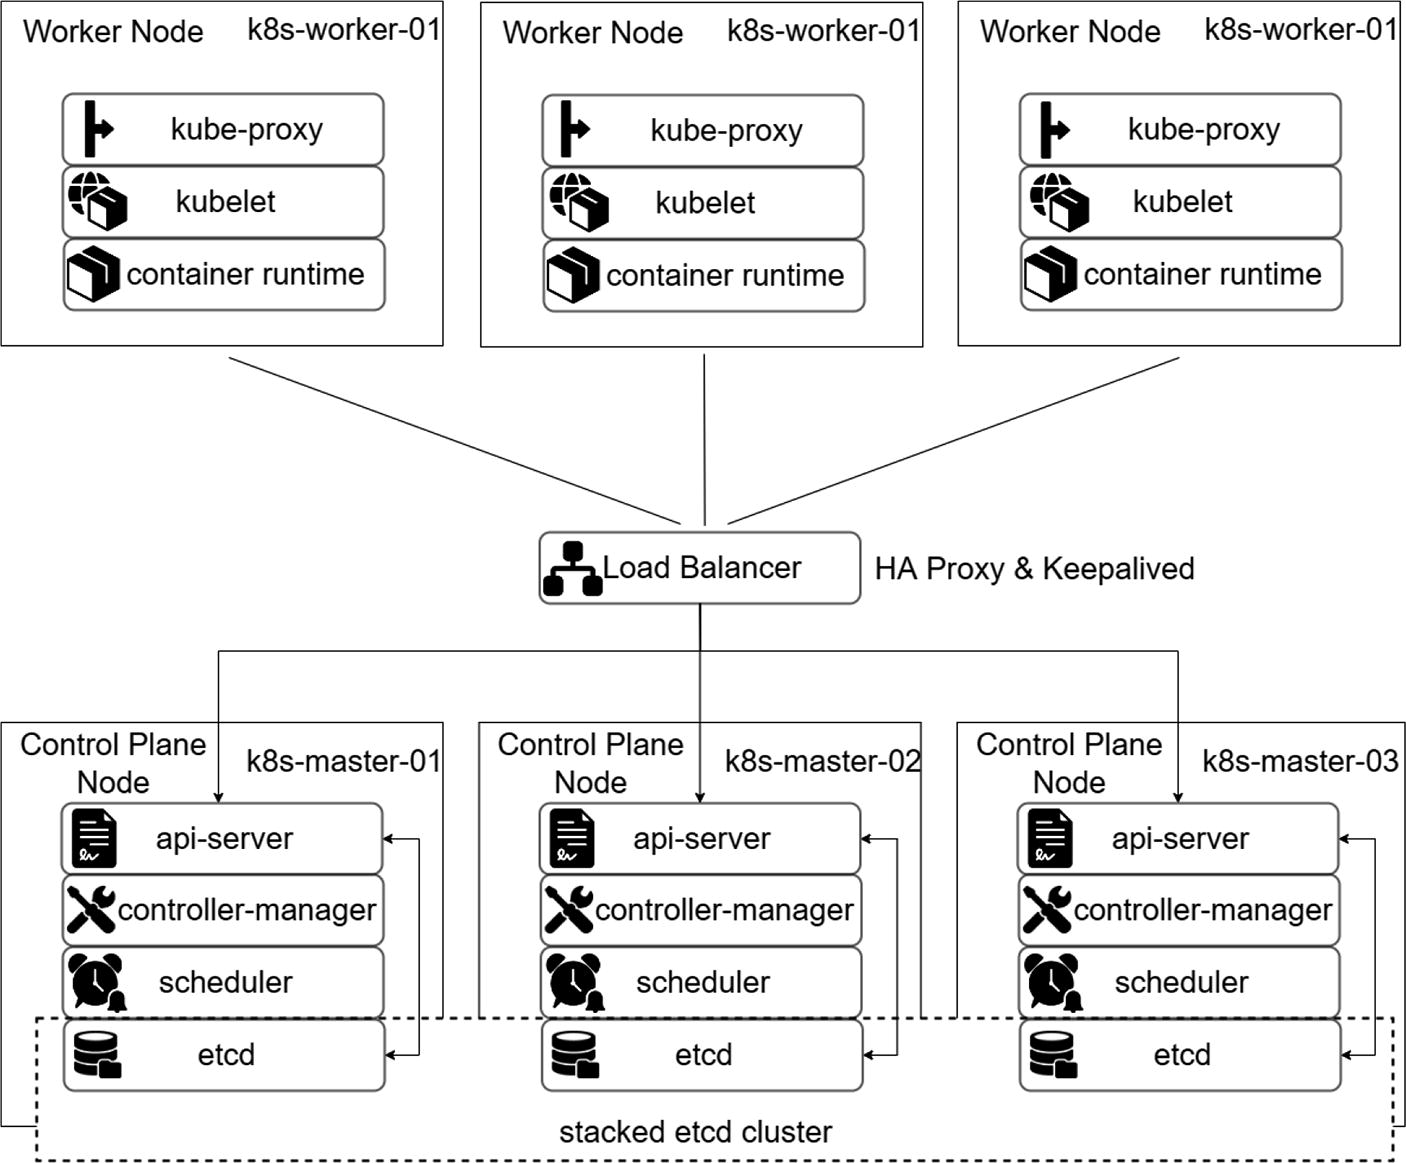 Worker Node k8s-worker-01
kube-proxy
kubelet
container runtime
Worker Node k8s-worker-01
kube-proxy
kubelet
container runtime
Worker Node k8s-worker-01
kube-proxy
kubelet
container runtime
Load Balancer HA Proxy & Keepalived
Control Plane
Node
k8s-master-01
api-server
controller-manager
scheduler
etcd
Control Plane
Node
k8s-master-02
api-server
controller-manager
scheduler
etcd
Control Plane
Node
k8s-master-03
api-server
controller-manager
scheduler
etcd
stacked etcd cluster